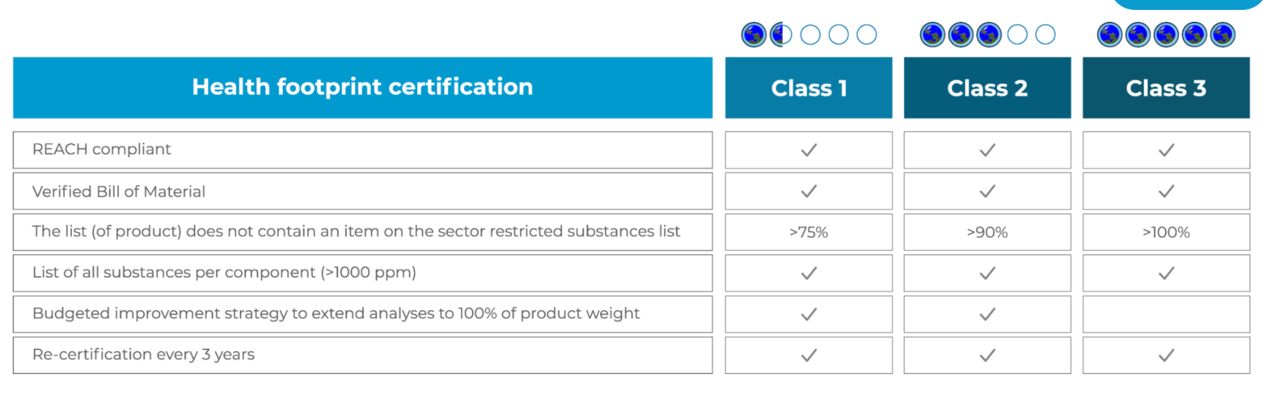 Health footprint certification Class 1 Class 2 Class 3
REACH compliant ✓ ✓ ✓
Verified Bill of Material ✓ ✓ ✓
The list (of product) does not contain an item on the sector restricted substances list >75% >90% >100%
List of all substances per component (>1000 ppm) ✓ ✓ ✓
Budgeted improvement strategy to extend analyses to 100% of product weight ✓ ✓
Re-certification every 3 years ✓ ✓ ✓